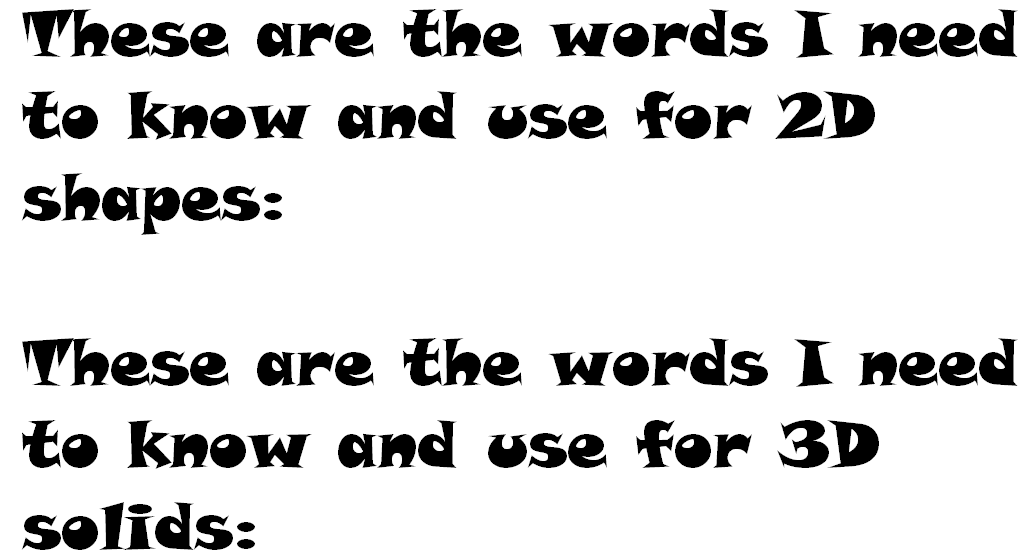 These are the words I need
to know and use for 2D
shapes:
These are the words I need
to know and use for 3D
solids: